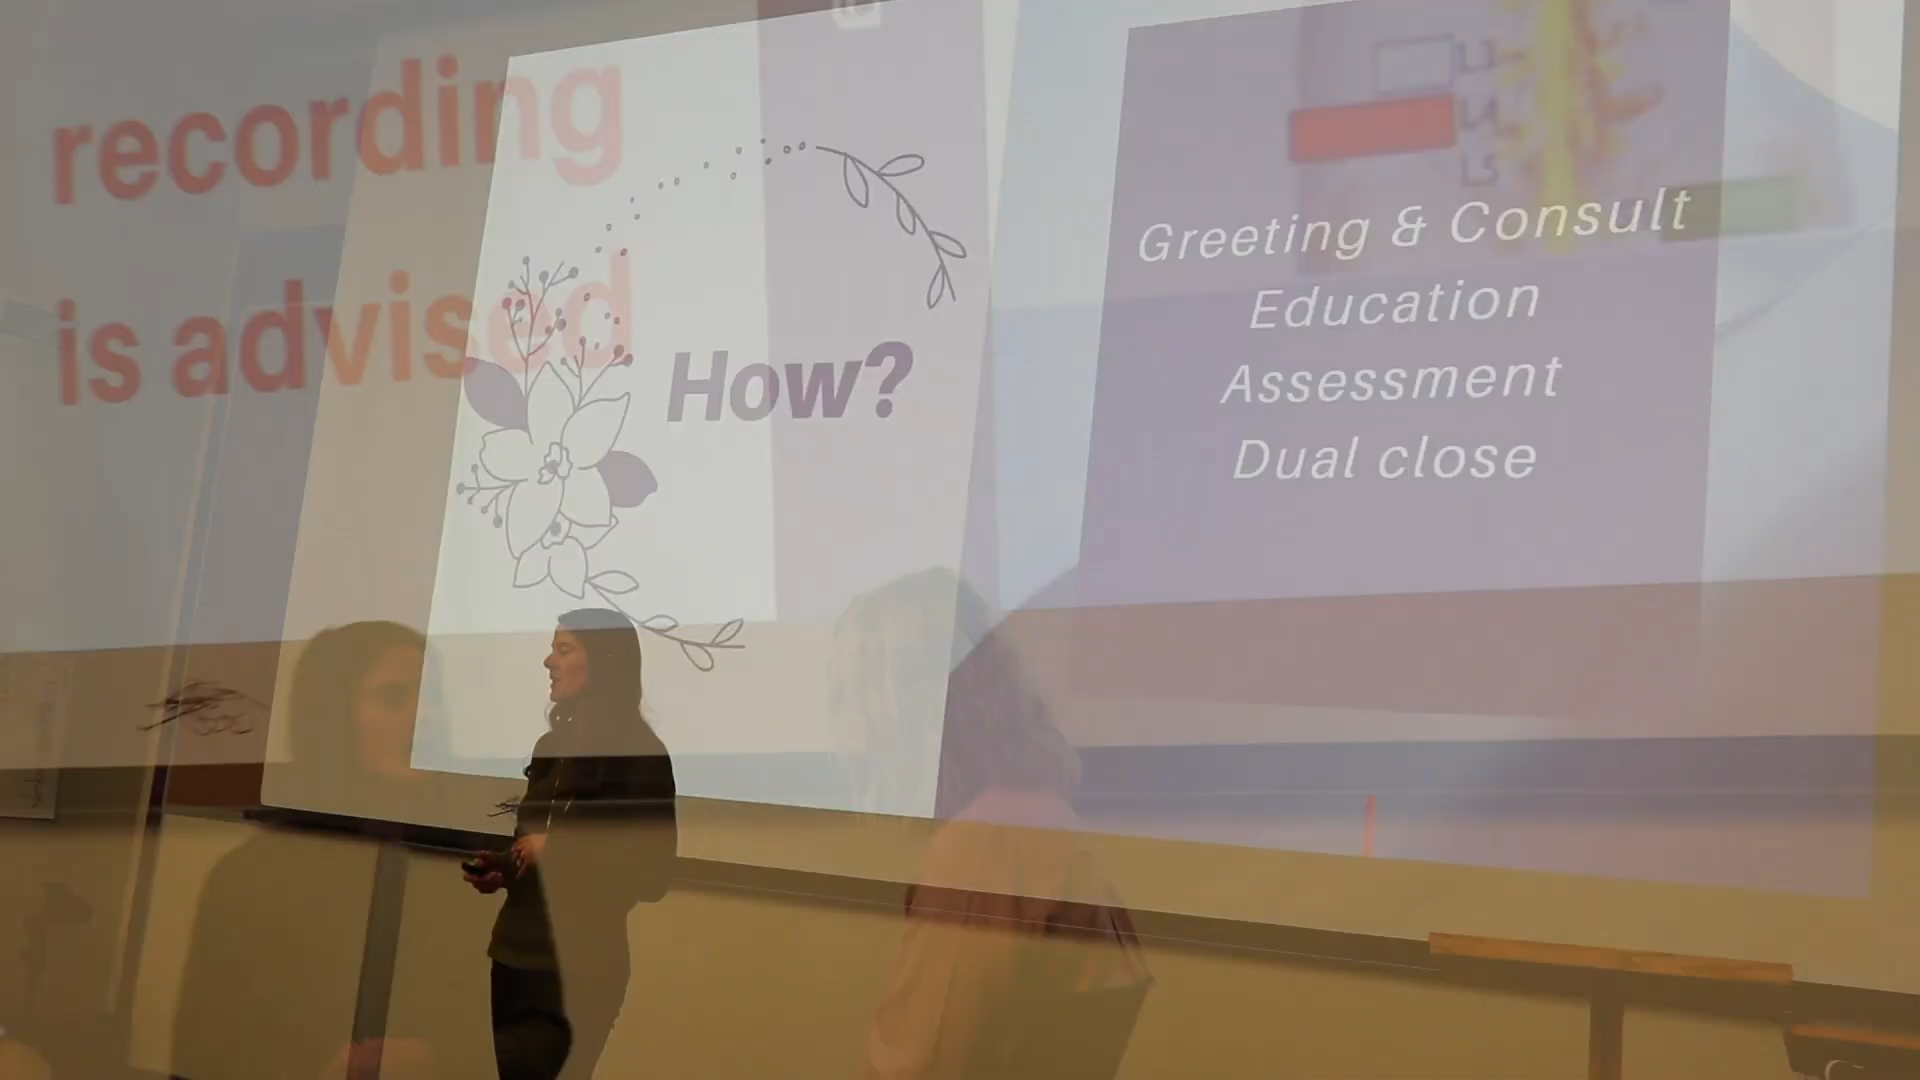 recording
is advised
How?
Greeting & Consult
Education
Assessment
Dual close